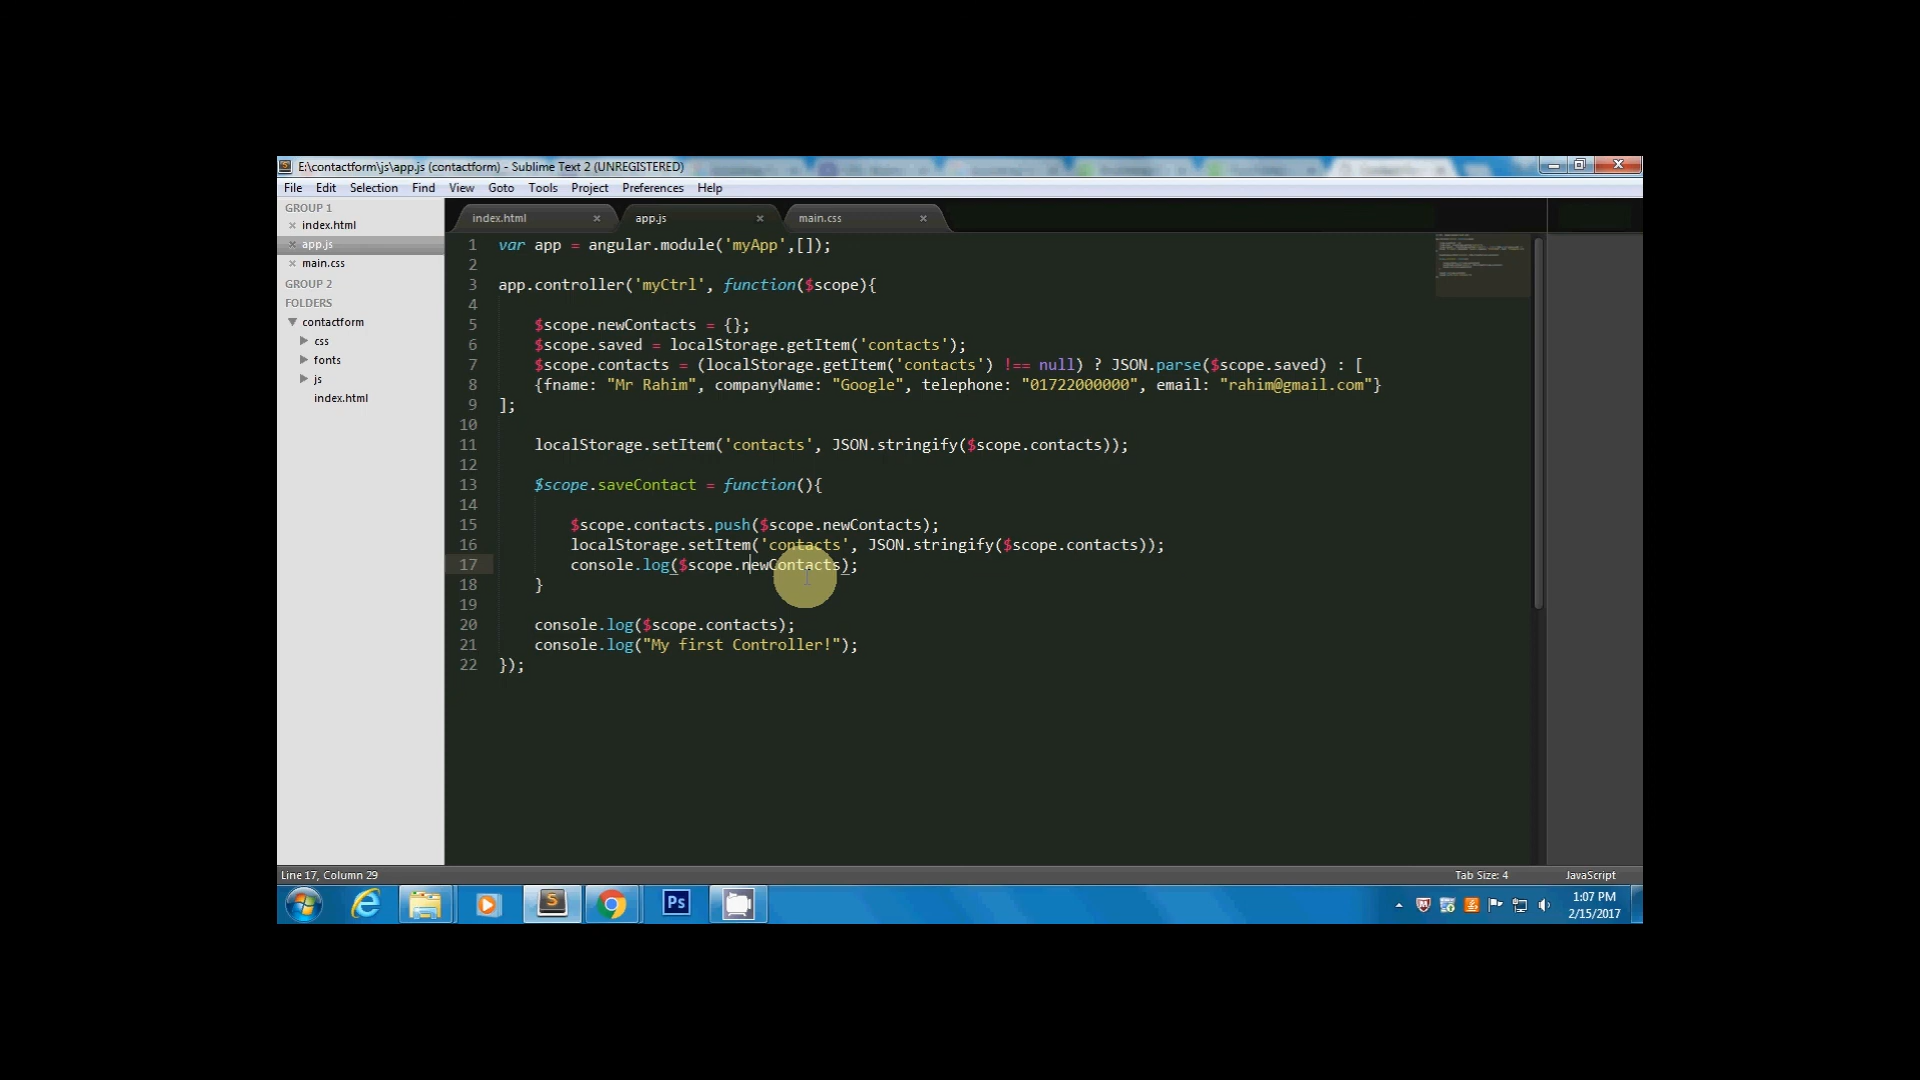 E:\contactform\js\app.js (contactform) - Sublime Text 2 (UNREGISTERED)
File Edit Selection Find View Goto Tools Project Preferences Help
GROUP 1
index.html
app.js
main.css
GROUP 2
FOLDERS
contactform
css
fonts
js
index.html
index.html app.js main.css
1 var app = angular.module('myApp',[]);
2
3 app.controller('myCtrl', function($scope){
4
5 $scope.newContacts = {};
6 $scope.saved = localStorage.getItem('contacts');
7 $scope.contacts = (localStorage.getItem('contacts') !== null) ? JSON.parse($scope.saved) : [
8 {fname: "Mr Rahim", companyName: "Google", telephone: "01722000000", email: "rahim@gmail.com"}
9 ];
10
11 localStorage.setItem('contacts', JSON.stringify($scope.contacts));
12
13 $scope.saveContact = function(){
14
15 $scope.contacts.push($scope.newContacts);
16 localStorage.setItem('contacts', JSON.stringify($scope.contacts));
17 console.log($scope.newContacts);
18 }
19
20 console.log($scope.contacts);
21 console.log("My first Controller!");
22 });
Line 17, Column 29 Tab Size: 4 JavaScript
Ps
1:07 PM
2/15/2017